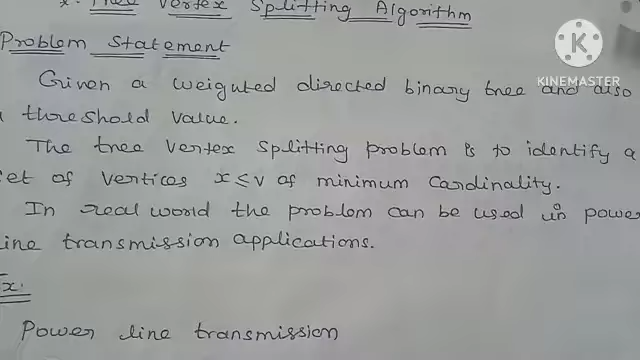 * Tree Vertex Splitting Algorithm
Problem Statement
K
KINEMASTER
Given a weighted directed binary tree and also
threshold value.
The tree vertex splitting problem is to identify a
set of vertices x ≤ v of minimum cardinality.
In real world the problem can be used in power
line transmission applications.
Ex:
Power line transmission